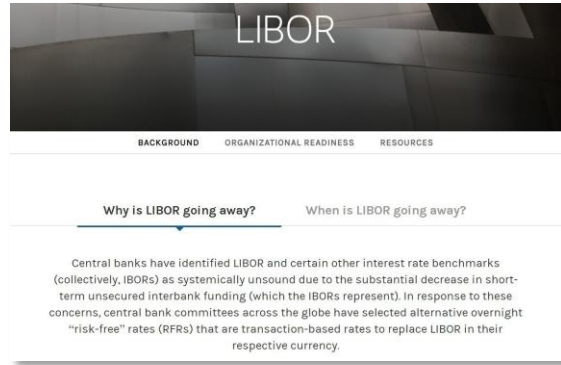 LIBOR
BACKGROUND ORGANIZATIONAL READINESS RESOURCES
Why is LIBOR going away? When is LIBOR going away?
Central banks have identified LIBOR and certain other interest rate benchmarks
(collectively, IBORs) as systemically unsound due to the substantial decrease in short-
term unsecured interbank funding (which the IBORs represent). In response to these
concerns, central bank committees across the globe have selected alternative overnight
“risk-free” rates (RFRs) that are transaction-based rates to replace LIBOR in their
respective currency.